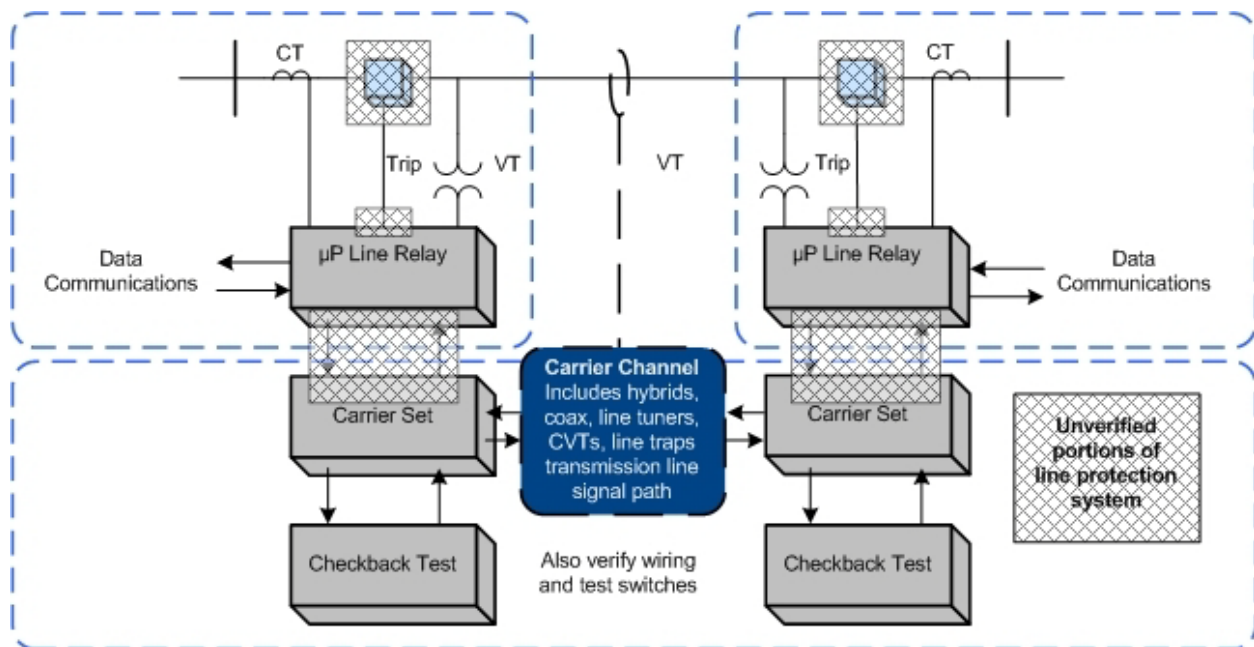 CT
CT
Trip
VT
VT
Trip
µP Line Relay
µP Line Relay
Data
Communications
Data
Communications
Carrier Channel
Includes hybrids,
coax, line tuners,
CVTs, line traps
transmission line
signal path
Carrier Set
Carrier Set
Unverified
portions of
line protection
system
Checkback Test
Also verify wiring
and test switches
Checkback Test